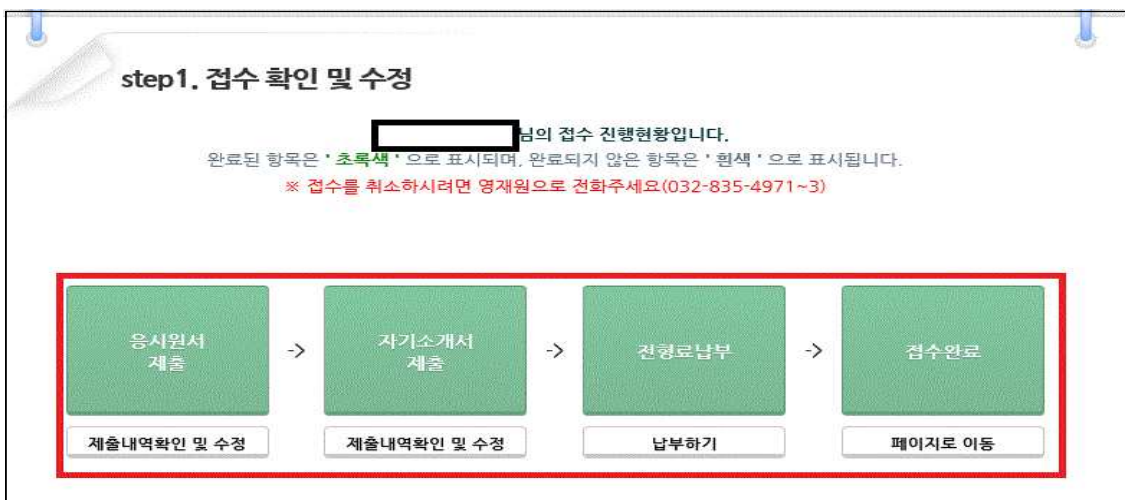 step1. 접수 확인 및 수정
님의 접수 진행현황입니다.
완료된 항목은 ' 초록색 ' 으로 표시되며, 완료되지 않은 항목은 ' 흰색 ' 으로 표시됩니다.
※ 접수를 취소하시려면 영재원으로 전화주세요(032-835-4971~3)
응시원서
제출
->
자기소개서
제출
->
전형료납부
->
접수완료
제출내역확인 및 수정
제출내역확인 및 수정
납부하기
페이지로 이동